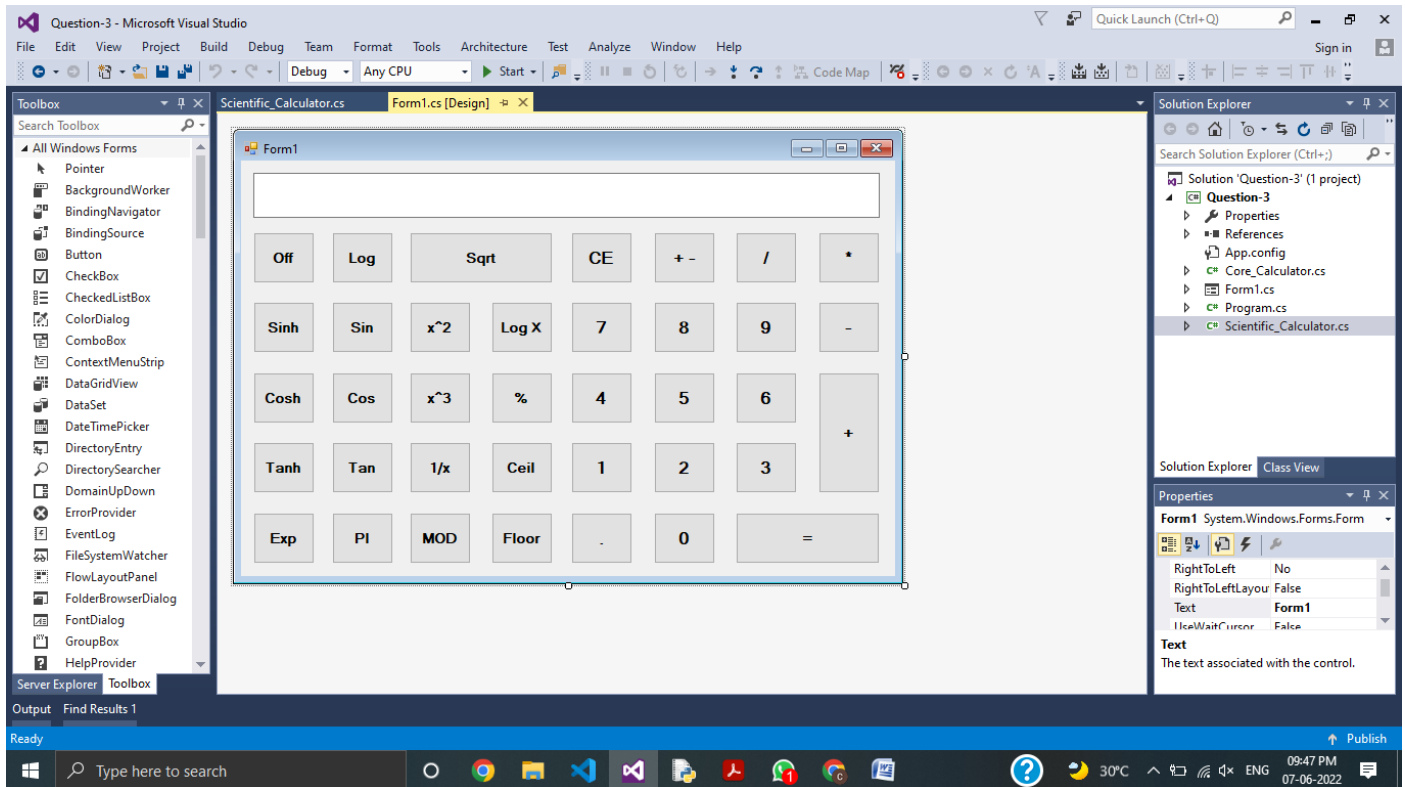 Question-3 - Microsoft Visual Studio
Quick Launch (Ctrl+Q)
File Edit View Project Build Debug Team Format Tools Architecture Test Analyze Window Help
Sign in
Debug Any CPU Start Code Map
Toolbox
Search Toolbox
All Windows Forms
Pointer
BackgroundWorker
BindingNavigator
BindingSource
Button
CheckBox
CheckedListBox
ColorDialog
ComboBox
ContextMenuStrip
DataGridView
DataSet
DateTimePicker
DirectoryEntry
DirectorySearcher
DomainUpDown
ErrorProvider
EventLog
FileSystemWatcher
FlowLayoutPanel
FolderBrowserDialog
FontDialog
GroupBox
HelpProvider
Server Explorer Toolbox
Scientific_Calculator.cs Form1.cs [Design]
Form1
Off Log Sqrt CE + - / *
Sinh Sin x^2 Log X 7 8 9 -
Cosh Cos x^3 % 4 5 6
+
Tanh Tan 1/x Ceil 1 2 3
Exp PI MOD Floor . 0 =
Solution Explorer
Search Solution Explorer (Ctrl+;)
Solution 'Question-3' (1 project)
Question-3
Properties
References
App.config
C# Core_Calculator.cs
Form1.cs
C# Program.cs
C# Scientific_Calculator.cs
Solution Explorer Class View
Properties
Form1 System.Windows.Forms.Form
RightToLeft No
RightToLeftLayou False
Text Form1
UseWaitCursor False
Text
The text associated with the control.
Output Find Results 1
Ready
Publish
Type here to search
30°C
ENG
09:47 PM
07-06-2022